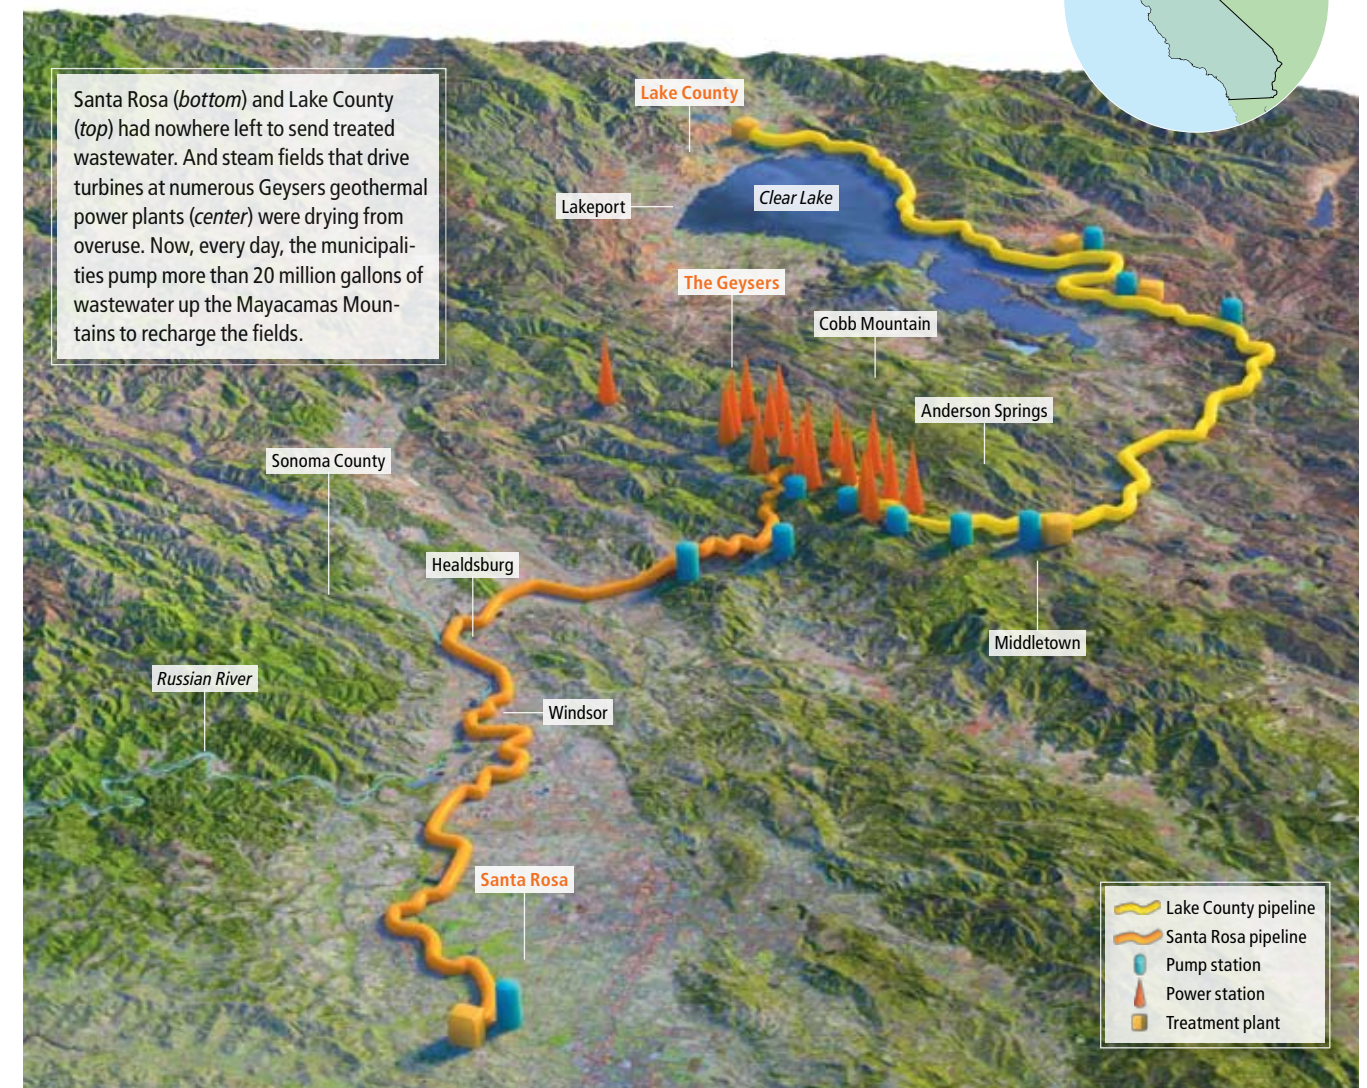 Santa Rosa (bottom) and Lake County
(top) had nowhere left to send treated
wastewater. And steam fields that drive
turbines at numerous Geysers geothermal
power plants (center) were drying from
overuse. Now, every day, the municipali-
ties pump more than 20 million gallons of
wastewater up the Mayacamas Moun-
tains to recharge the fields.
Lake County
Lakeport
Clear Lake
The Geysers
Cobb Mountain
Anderson Springs
Sonoma County
Healdsburg
Middletown
Russian River
Windsor
Santa Rosa
Lake County pipeline
Santa Rosa pipeline
Pump station
Power station
Treatment plant